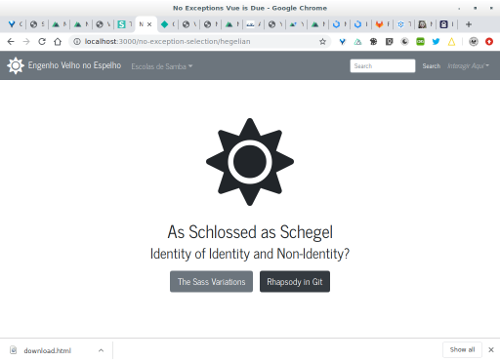 No Exceptions Vue is Due - Google Chrome
localhost:3000/no-exception-selection/hegelian
Engenho Velho no Espelho
Escolas de Samba
Search
Search
Interagir Aqui
As Schlossed as Schegel
Identity of Identity and Non-Identity?
The Sass Variations
Rhapsody in Git
download.html
Show all